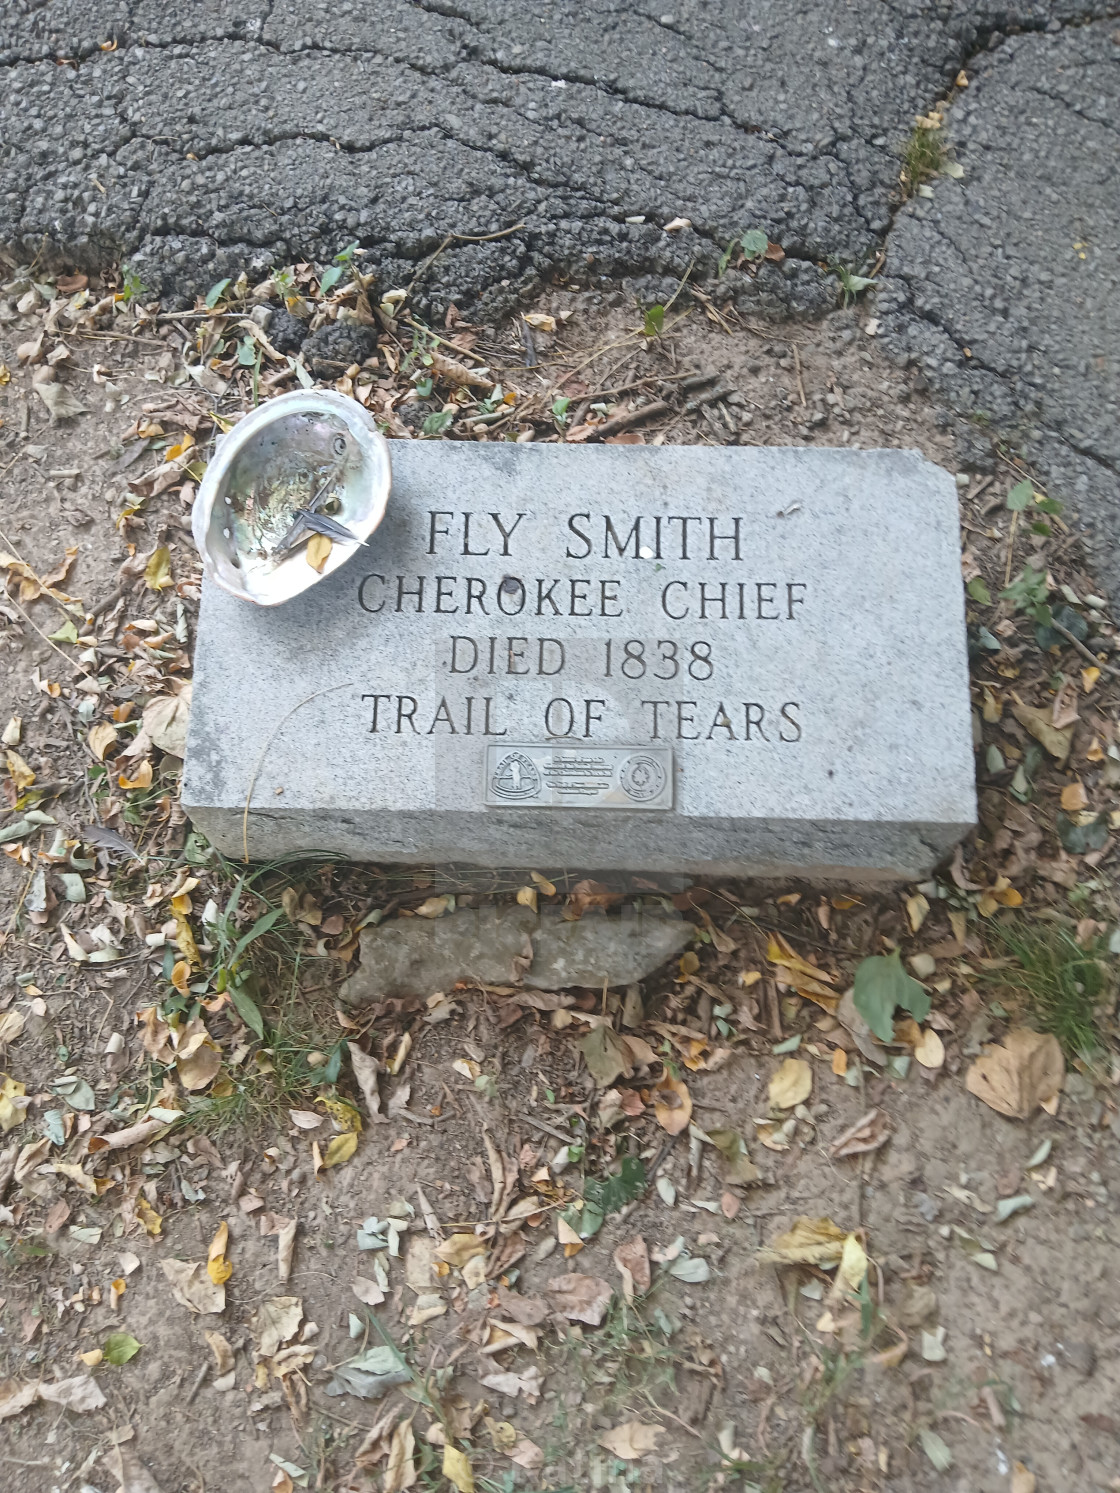 FLY SMITH
CHEROKEE CHIEF
DIED 1838
TRAIL OF TEARS